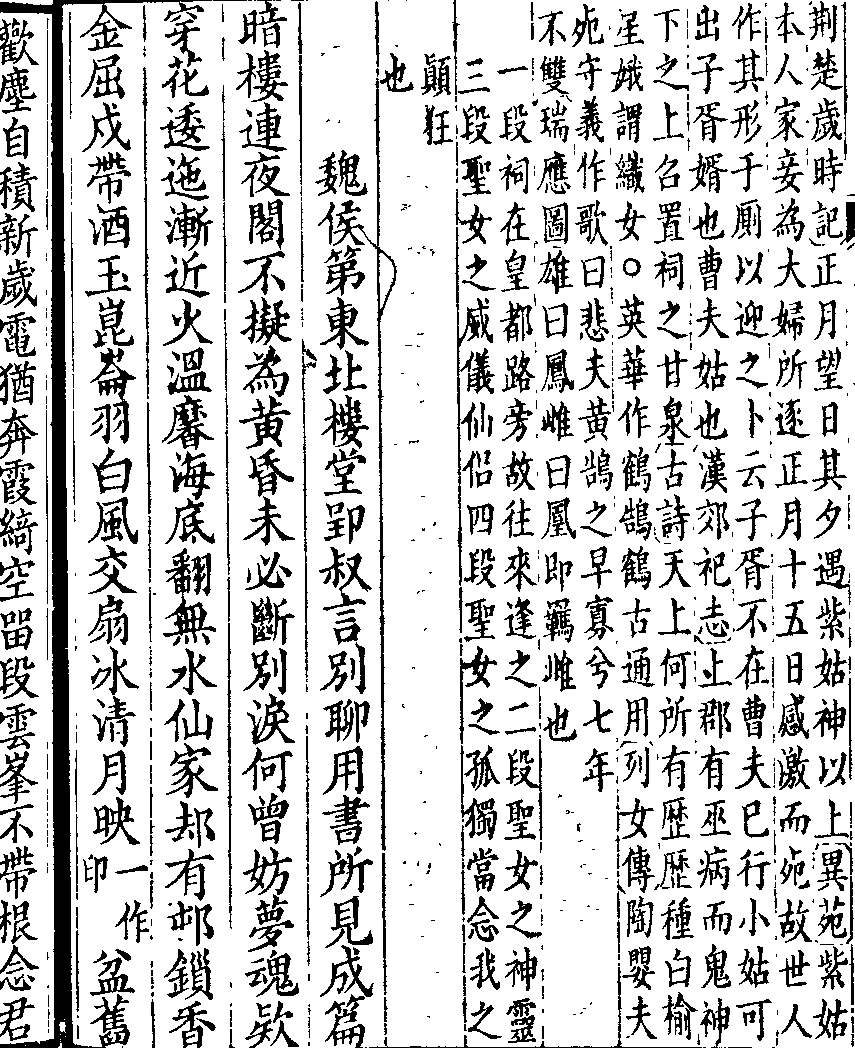 荆楚歲時記正月望日其夕遇紫姑神以上異苑紫姑
本人家妾為大婦所逐正月十五日感激而死故世人
作其形于廁以迎之卜云子胥不在曹夫已行小姑可
出子胥婿也曹夫姑也漢郊祀志上郡有巫病而鬼神
下之上召置祠之甘泉古詩天上何所有歷歷種白榆
星娥謂織女○英華作鶴鵠鶴古通用列女傳陶嬰夫
死守義作歌曰悲夫黃鵠之早寡兮七年
不雙瑞應圖雄曰鳳雌曰凰即羈雌也
一段祠在皇都路旁故往來逢之二段聖女之神靈
三段聖女之威儀仙侣四段聖女之孤獨當念我之
顛狂
也
魏侯第東北樓堂郢叔言別聊用書所見成篇
暗樓連夜閣不擬為黃昏未必斷別淚何曾妨夢魂欵
穿花逶迤漸近火溫黁海底翻無水仙家却有邨鎖香
金屈戍帶酒玉崑崙羽白風交扇冰清月映一作印盆舊
歡塵自積新歲電猶奔霞綺空留段雲峯不帶根念君